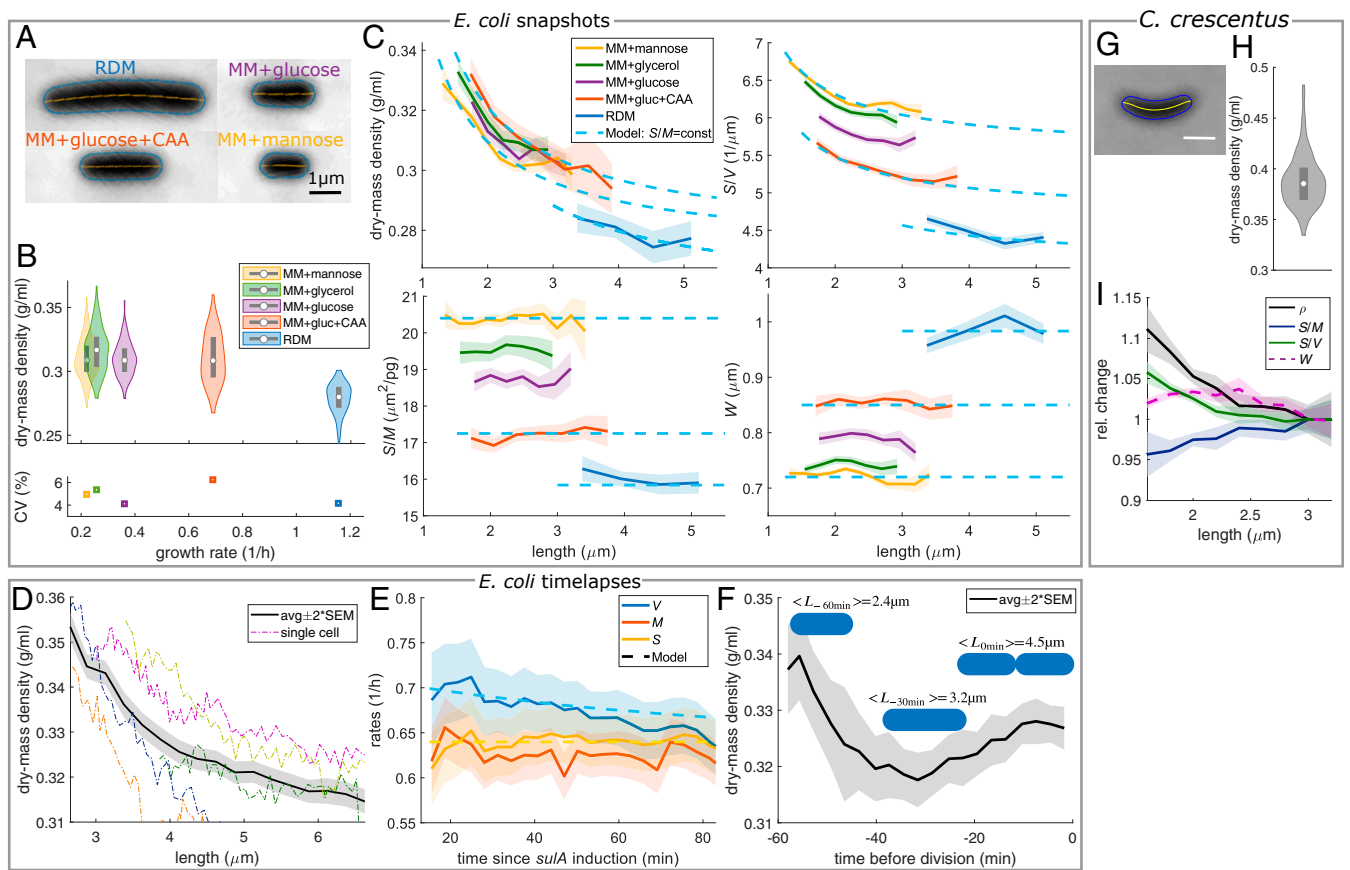 E. coli snapshots
C. crescentus
A
RDM
MM+glucose
MM+glucose+CAA
MM+mannose
1μm
B
dry-mass density (g/ml)
0.35
0.3
0.25
MM+mannose
MM+glycerol
MM+glucose
MM+gluc+CAA
RDM
CV (%)
6
4
0.2
0.4
0.6
0.8
1
1.2
growth rate (1/h)
C
dry-mass density (g/ml)
0.34
0.32
0.3
0.28
1
2
3
4
5
MM+mannose
MM+glycerol
MM+glucose
MM+gluc+CAA
RDM
Model: S/M=const
S/V (1/μm)
7
6.5
6
5.5
5
4.5
4
1
2
3
4
5
S/M (μm²/pg)
21
20
19
18
17
16
15
1
2
3
4
5
length (μm)
W (μm)
1
0.9
0.8
0.7
1
2
3
4
5
length (μm)
G
H
dry-mass density (g/ml)
0.5
0.45
0.4
0.35
0.3
I
rel. change
1.15
1.1
1.05
1
0.95
0.9
ρ
S/M
S/V
W
2
2.5
3
length (μm)
E. coli timelapses
D
dry-mass density (g/ml)
0.36
0.35
0.34
0.33
0.32
0.31
avg±2*SEM
single cell
3
4
5
6
length (μm)
E
rates (1/h)
0.8
0.75
0.7
0.65
0.6
0.55
V
M
S
Model
20
40
60
80
time since sulA induction (min)
F
dry-mass density (g/ml)
0.35
0.34
0.33
0.32
0.31
avg±2*SEM
<L₋₆₀ₘᵢₙ>=2.4μm
<L₀ₘᵢₙ>=4.5μm
<L₋₃₀ₘᵢₙ>=3.2μm
-60
-40
-20
0
time before division (min)